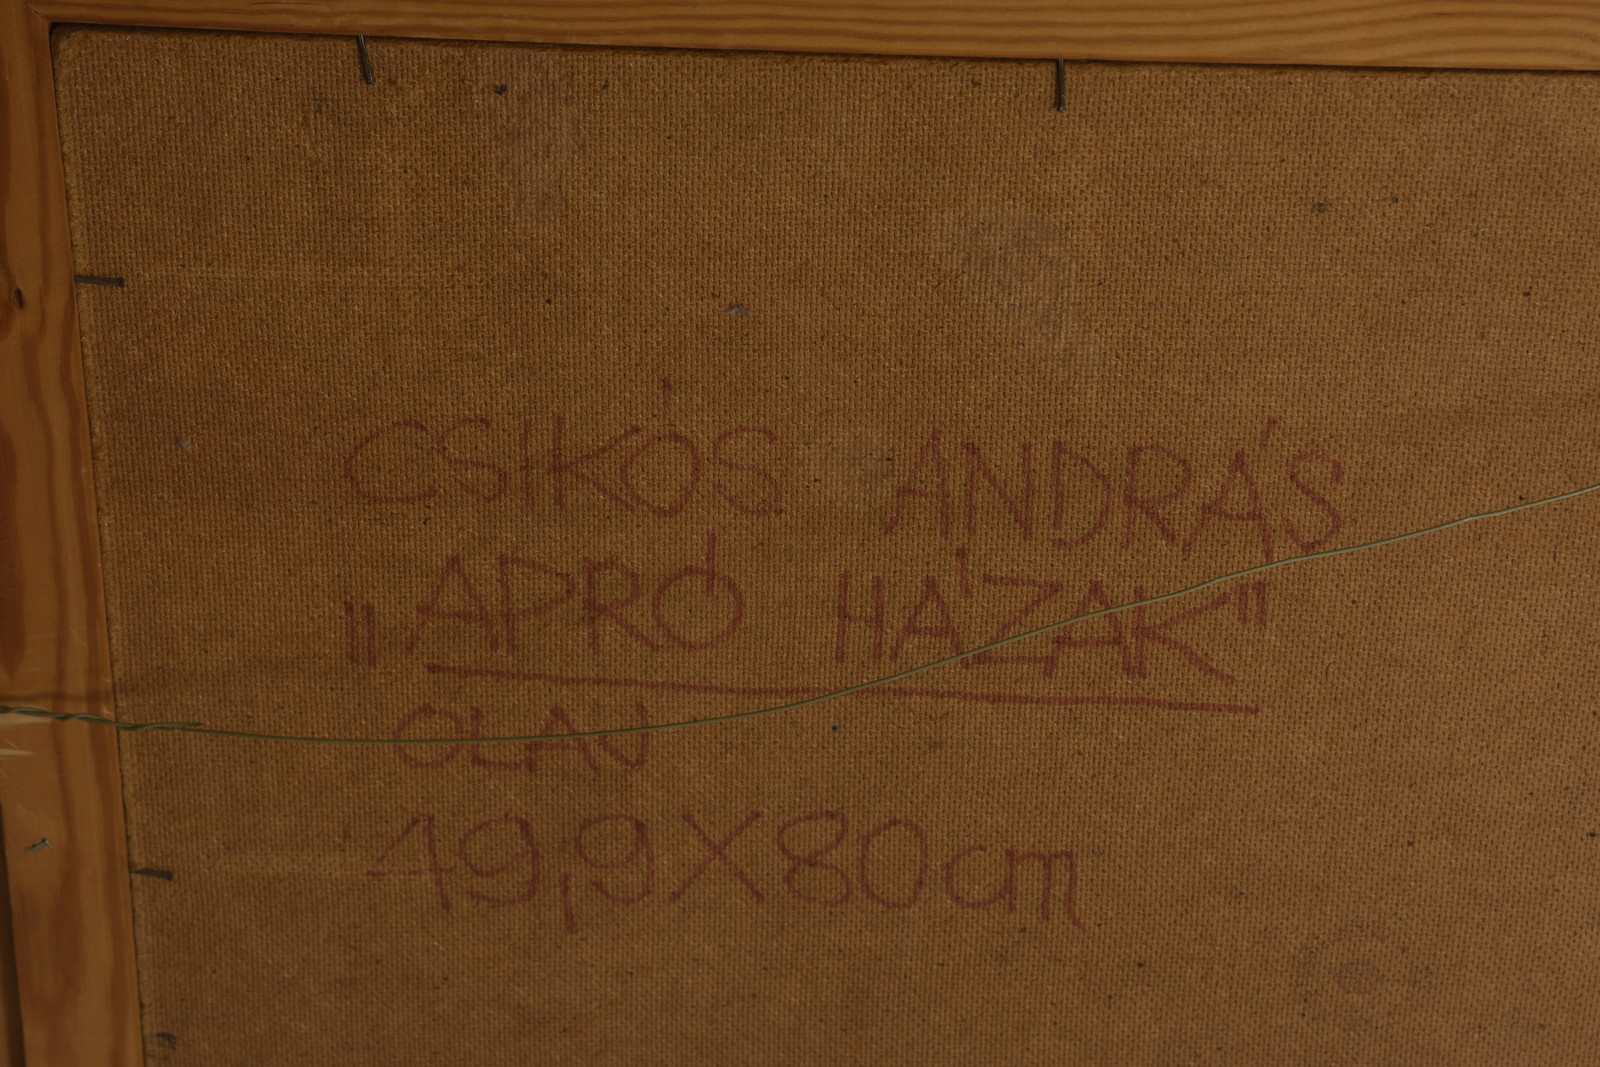 CSIKÓS ANDRÁS
"APRÓ HÁZAK"
OLAJ
49,9X80cm